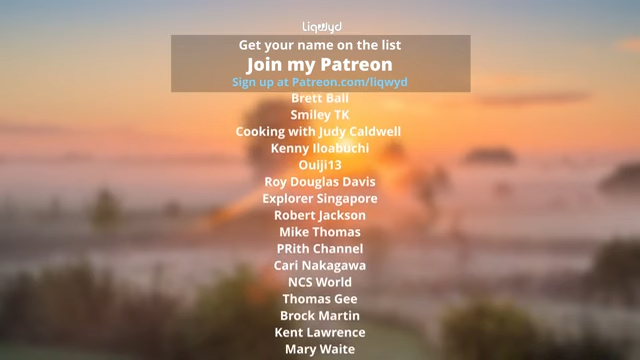 Liqwyd
Get your name on the list
Join my Patreon
Sign up at Patreon.com/liqwyd
Brett Ball
Smiley TK
Cooking with Judy Caldwell
Kenny Iloabuchi
Ouiji13
Roy Douglas Davis
Explorer Singapore
Robert Jackson
Mike Thomas
PRith Channel
Cari Nakagawa
NCS World
Thomas Gee
Brock Martin
Kent Lawrence
Mary Waite